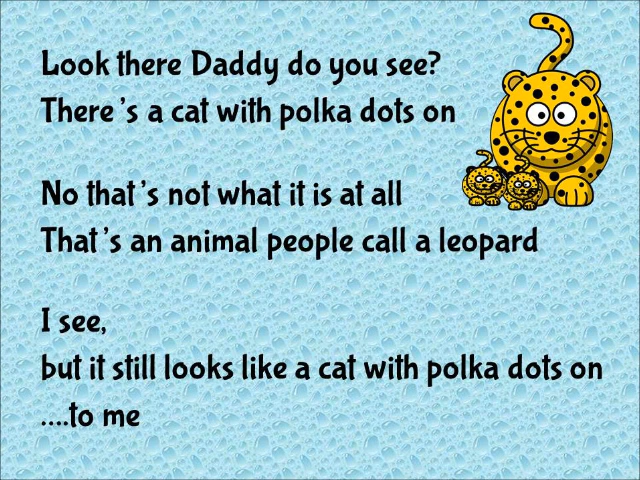 Look there Daddy do you see?
There's a cat with polka dots on
No that's not what it is at all
That's an animal people call a leopard
I see,
but it still looks like a cat with polka dots on
....to me